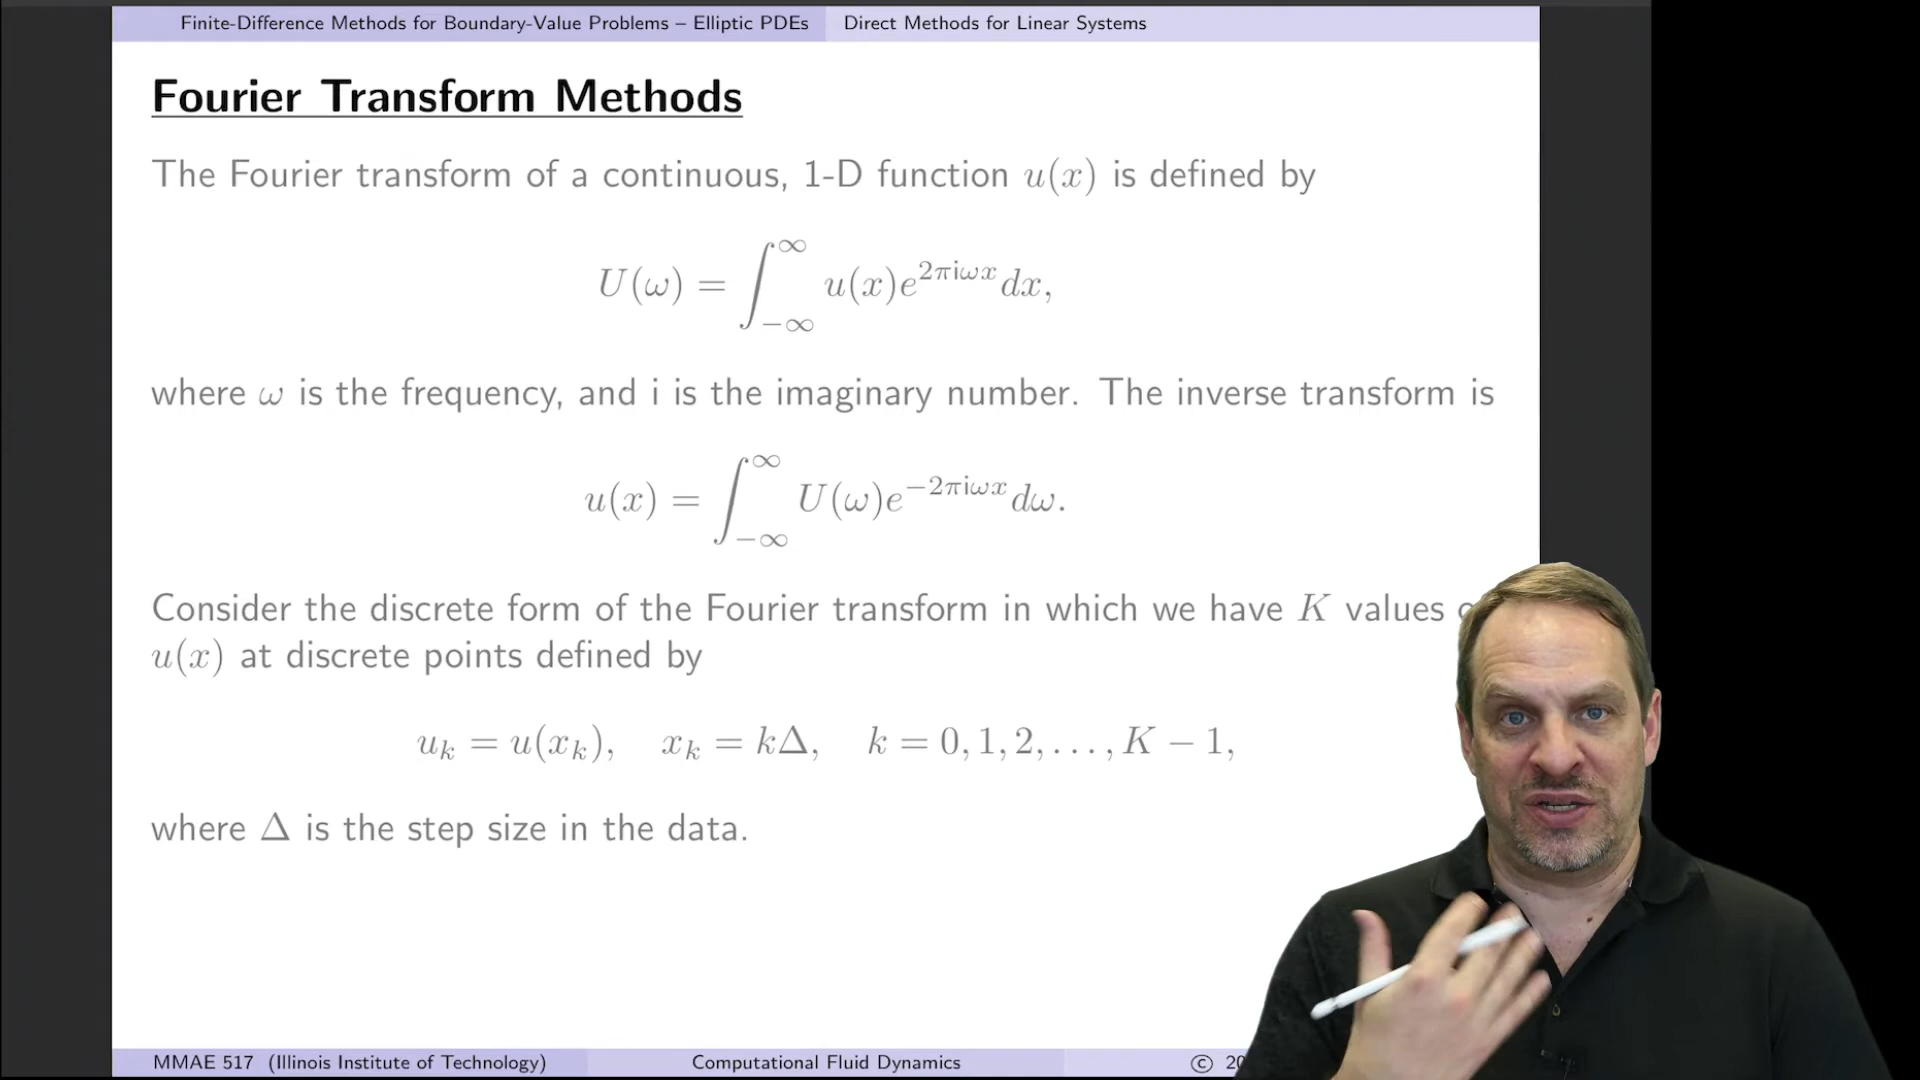 Finite-Difference Methods for Boundary-Value Problems – Elliptic PDEs Direct Methods for Linear Systems
Fourier Transform Methods
The Fourier transform of a continuous, 1-D function u(x) is defined by
U(ω) = ∫_{−∞}^{∞} u(x)e^{2πiωx}dx,
where ω is the frequency, and i is the imaginary number. The inverse transform is
u(x) = ∫_{−∞}^{∞} U(ω)e^{−2πiωx}dω.
Consider the discrete form of the Fourier transform in which we have K values
u(x) at discrete points defined by
u_k = u(x_k), x_k = kΔ, k = 0, 1, 2, . . . , K − 1,
where Δ is the step size in the data.
MMAE 517 (Illinois Institute of Technology) Computational Fluid Dynamics ©